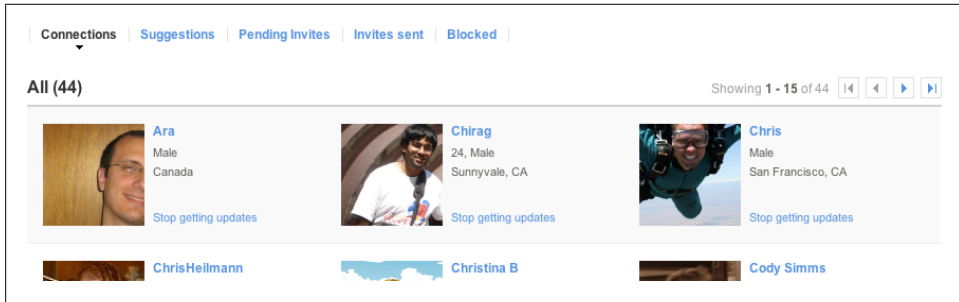 Connections Suggestions Pending Invites Invites sent Blocked
All (44) Showing 1 - 15 of 44
Ara Chirag Chris
Male 24, Male Male
Canada Sunnyvale, CA San Francisco, CA
Stop getting updates Stop getting updates Stop getting updates
ChrisHeilmann Christina B Cody Simms